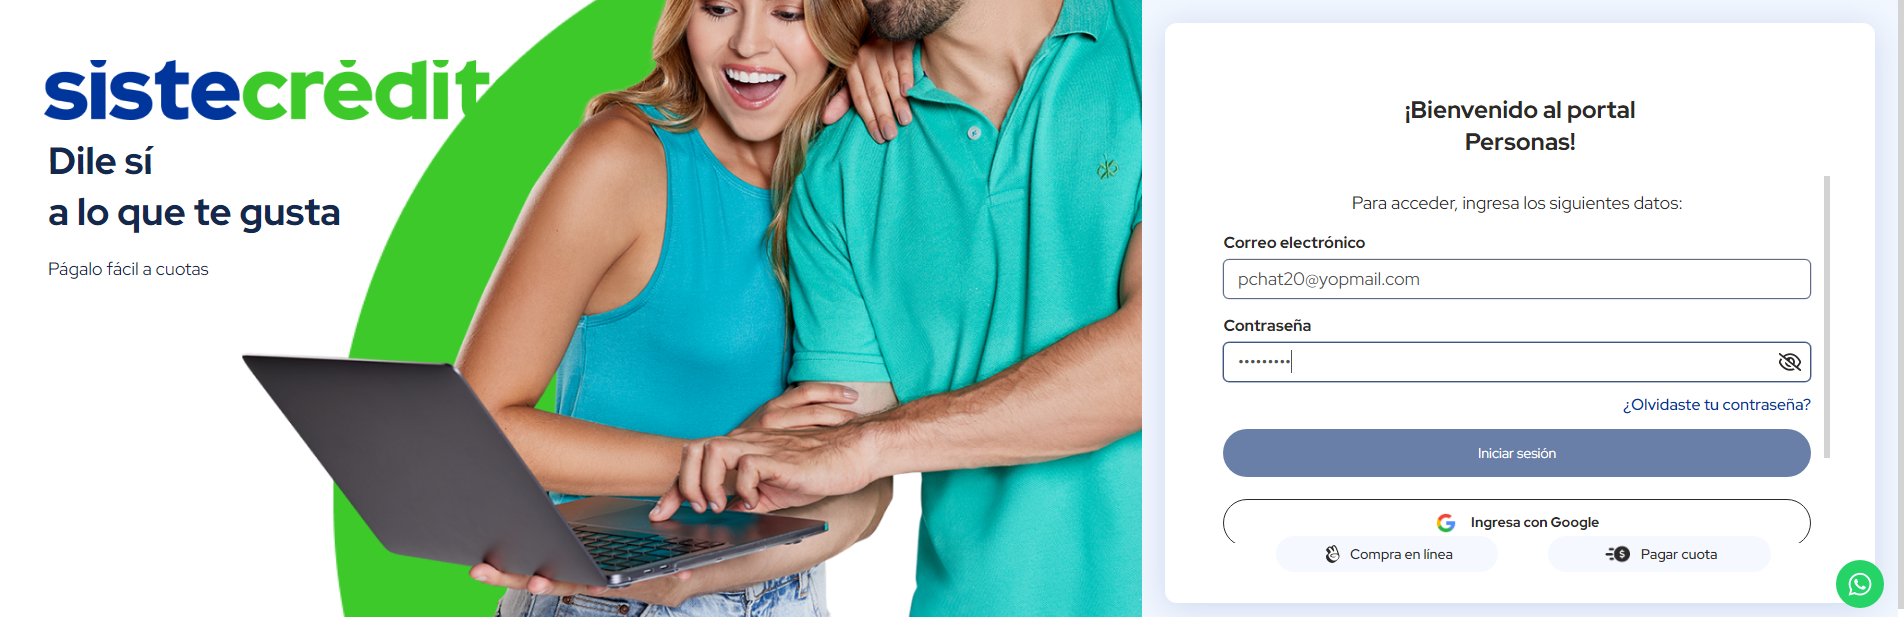 sistecrédit
Dile sí
a lo que te gusta
Págalo fácil a cuotas
¡Bienvenido al portal
Personas!
Para acceder, ingresa los siguientes datos:
Correo electrónico
pchat20@yopmail.com
Contraseña
•••••••••
¿Olvidaste tu contraseña?
Iniciar sesión
Ingresa con Google
Compra en línea
Pagar cuota